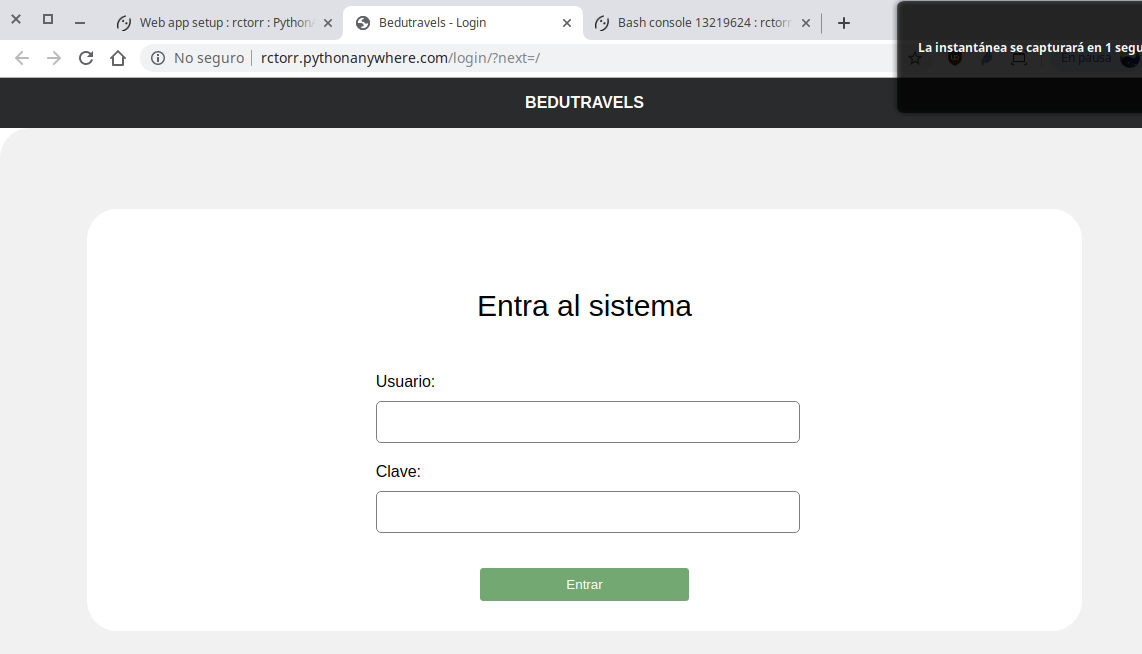 Web app setup : rctorr : Python
Bedutravels - Login
Bash console 13219624 : rctorr
La instantánea se capturará en 1 segu
No seguro
rctorr.pythonanywhere.com/login/?next=/
En pausa
BEDUTRAVELS
Entra al sistema
Usuario:
Clave:
Entrar